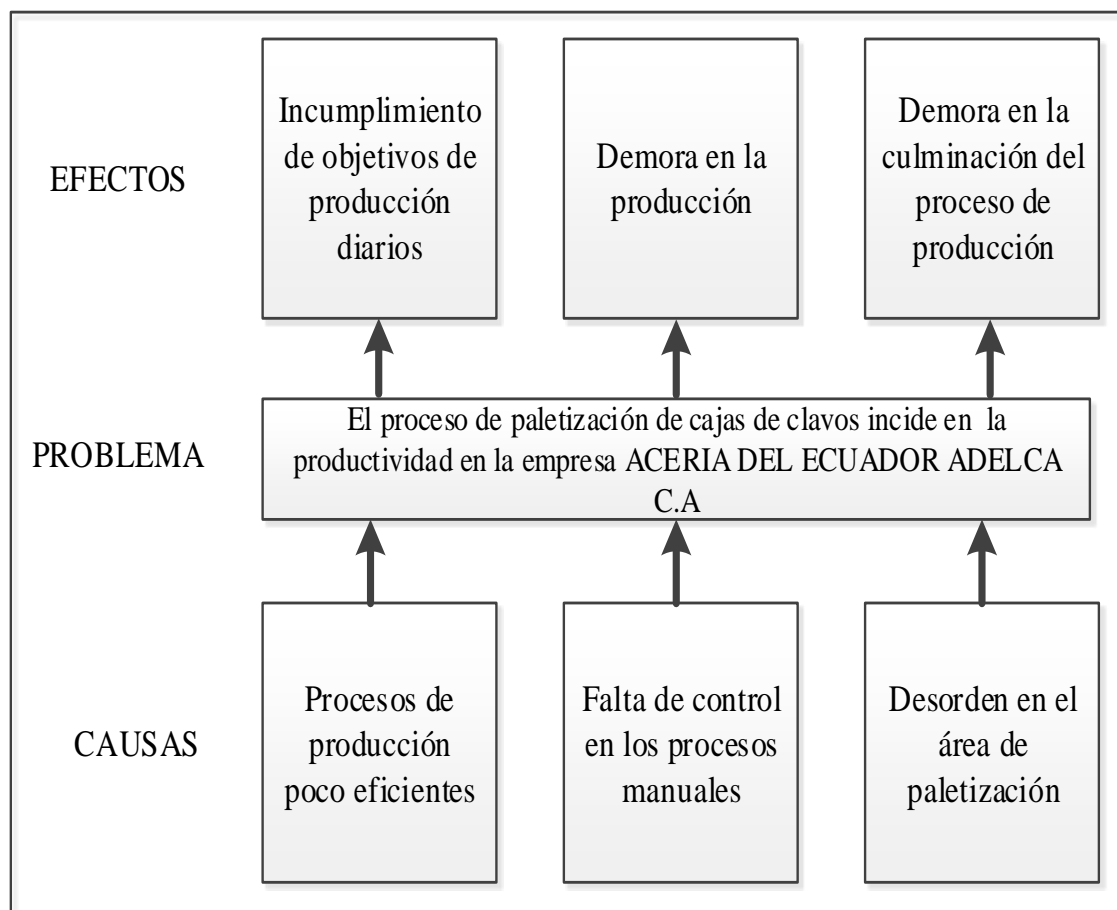 EFECTOS
Incumplimiento
de objetivos de
producción
diarios
Demora en la
producción
Demora en la
culminación del
proceso de
producción
PROBLEMA
El proceso de paletización de cajas de clavos incide en la
productividad en la empresa ACERIA DEL ECUADOR ADELCA
C.A
CAUSAS
Procesos de
producción
poco eficientes
Falta de control
en los procesos
manuales
Desorden en el
área de
paletización